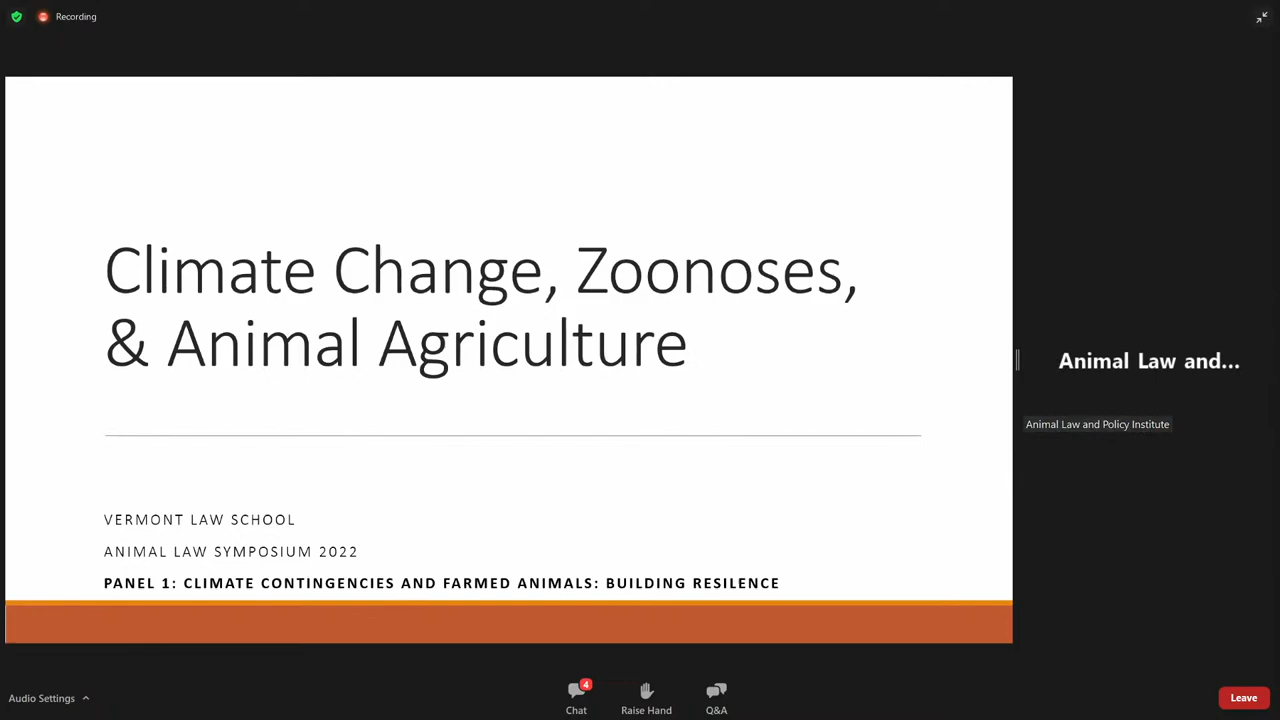 Recording
Climate Change, Zoonoses,
& Animal Agriculture
VERMONT LAW SCHOOL
ANIMAL LAW SYMPOSIUM 2022
PANEL 1: CLIMATE CONTINGENCIES AND FARMED ANIMALS: BUILDING RESILENCE
Animal Law and...
Animal Law and Policy Institute
Audio Settings
4
Chat
Raise Hand
Q&A
Leave